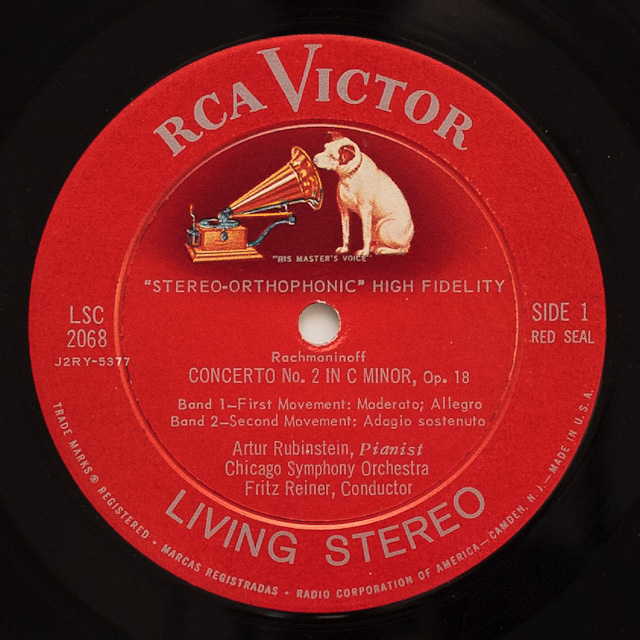 RCA VICTOR
"HIS MASTER'S VOICE"
"STEREO-ORTHOPHONIC" HIGH FIDELITY
LSC
2068
J2RY-5377
SIDE 1
RED SEAL
Rachmaninoff
CONCERTO No. 2 IN C MINOR, Op. 18
Band 1—First Movement: Moderato; Allegro
Band 2—Second Movement: Adagio sostenuto
Artur Rubinstein, Pianist
Chicago Symphony Orchestra
Fritz Reiner, Conductor
LIVING STEREO
TRADE MARKS ® REGISTERED • MARCAS REGISTRADAS • RADIO CORPORATION OF AMERICA—CAMDEN, N. J.—MADE IN U. S. A.